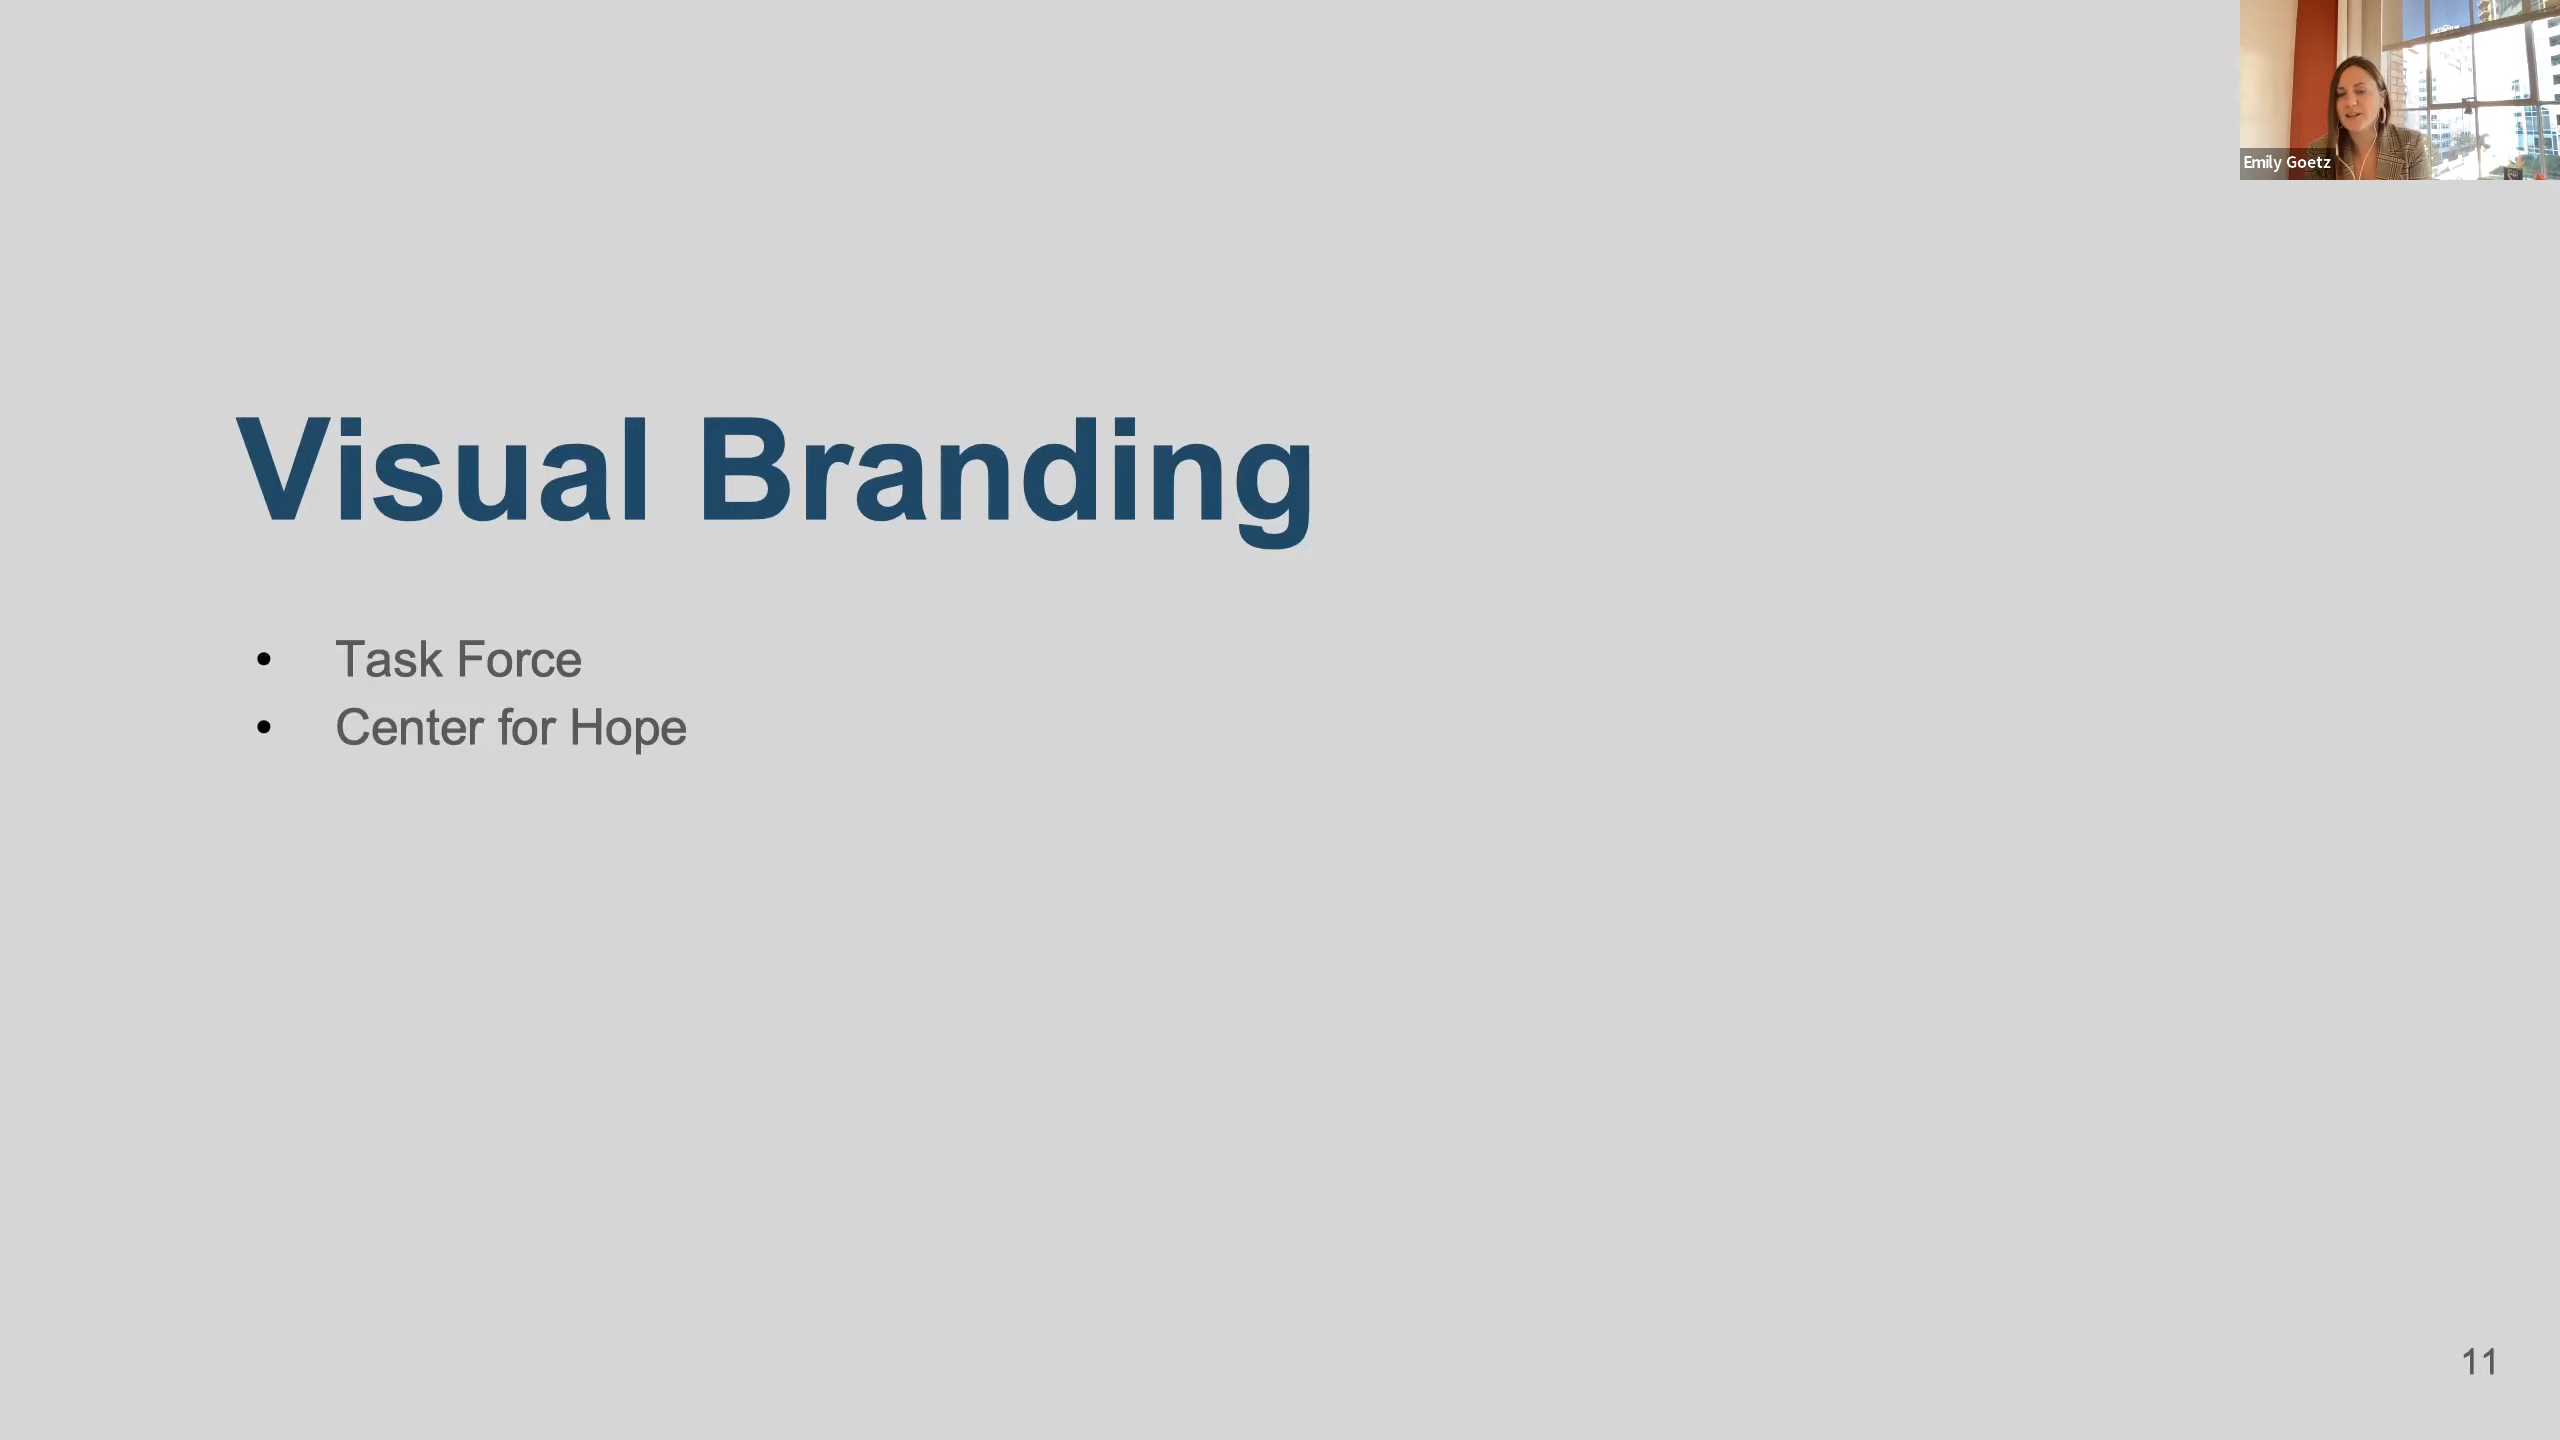 Emily Goetz
Visual Branding
• Task Force
• Center for Hope
11